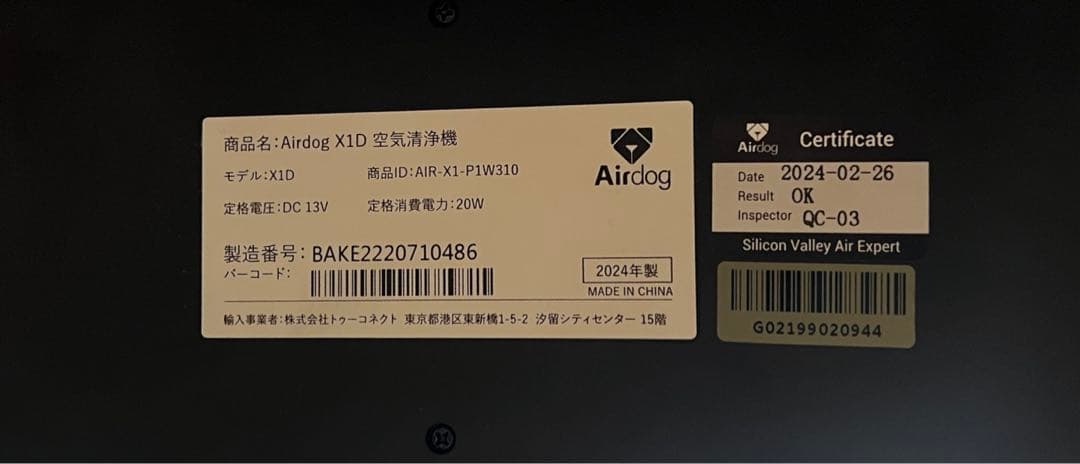 商品名:Airdog X1D 空気清浄機
モデル:X1D 商品ID:AIR-X1-P1W310
定格電圧:DC 13V 定格消費電力:20W
Airdog
製造番号: BAKE2220710486
バーコード:
2024年製
MADE IN CHINA
輸入事業者:株式会社トゥーコネクト 東京都港区東新橋1-5-2 汐留シティセンター 15階
Airdog Certificate
Date 2024-02-26
Result OK
Inspector QC-03
Silicon Valley Air Expert
G02199020944